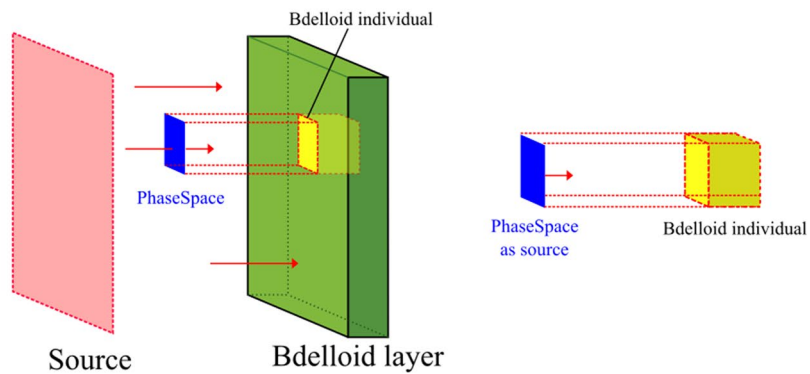 Bdelloid individual
PhaseSpace
Source
Bdelloid layer
PhaseSpace
as source
Bdelloid individual